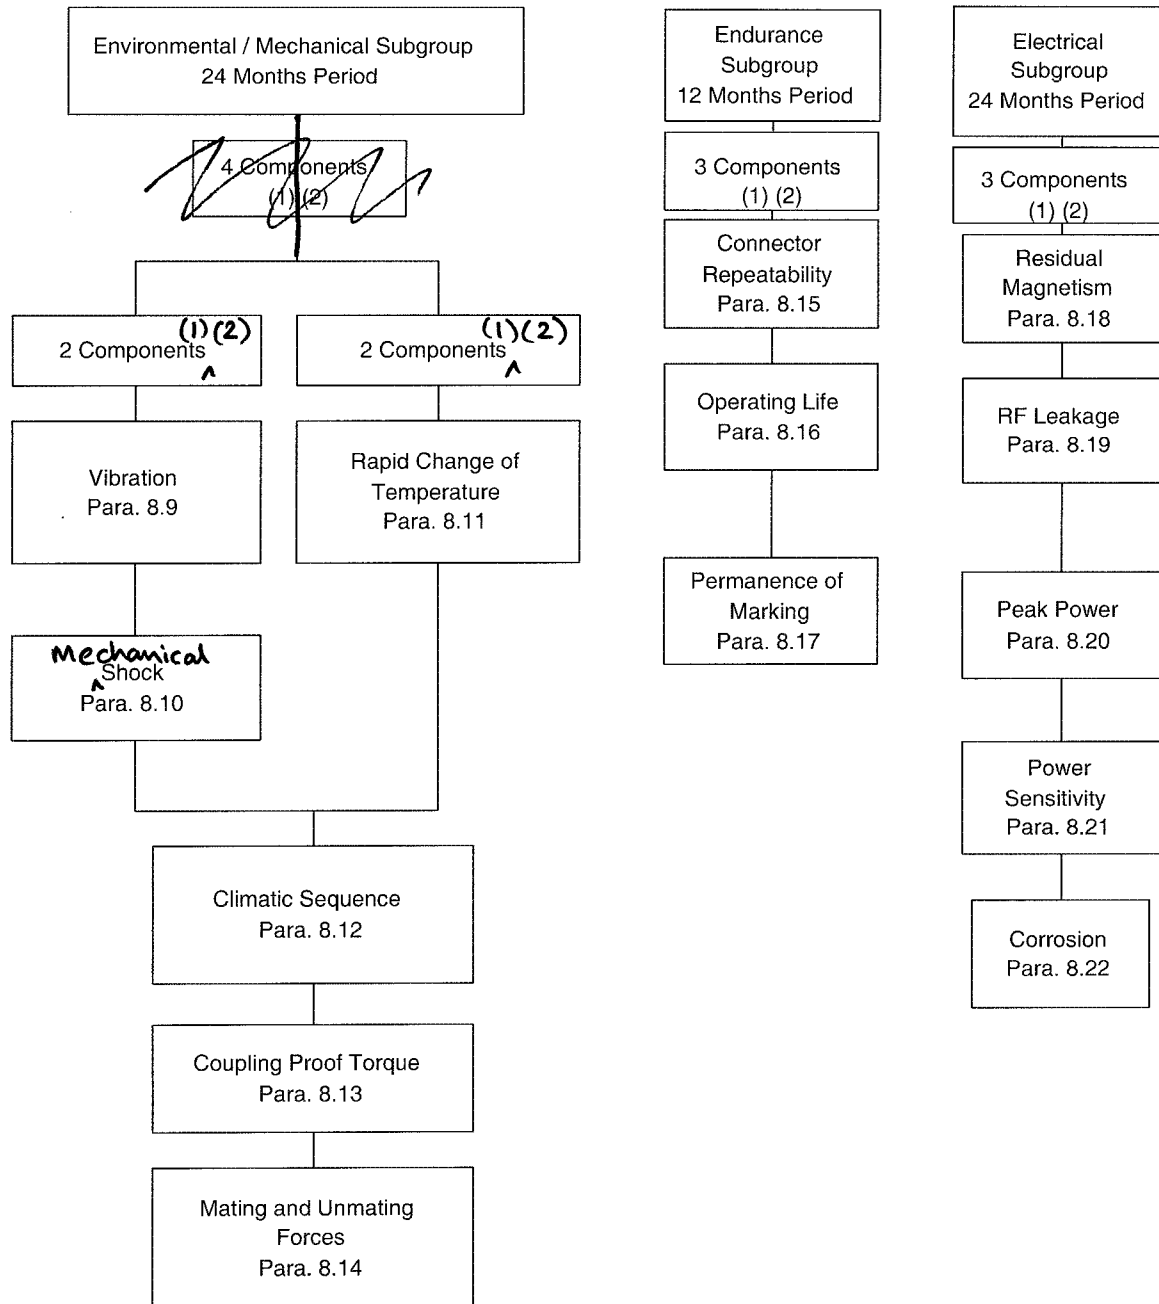 Environmental / Mechanical Subgroup
24 Months Period
4 Components
(1) (2)
2 Components (1)(2)
2 Components (1)(2)
Vibration
Para. 8.9
Rapid Change of
Temperature
Para. 8.11
Mechanical
Shock
Para. 8.10
Climatic Sequence
Para. 8.12
Coupling Proof Torque
Para. 8.13
Mating and Unmating
Forces
Para. 8.14
Endurance
Subgroup
12 Months Period
3 Components
(1) (2)
Connector
Repeatability
Para. 8.15
Operating Life
Para. 8.16
Permanence of
Marking
Para. 8.17
Electrical
Subgroup
24 Months Period
3 Components
(1) (2)
Residual
Magnetism
Para. 8.18
RF Leakage
Para. 8.19
Peak Power
Para. 8.20
Power
Sensitivity
Para. 8.21
Corrosion
Para. 8.22